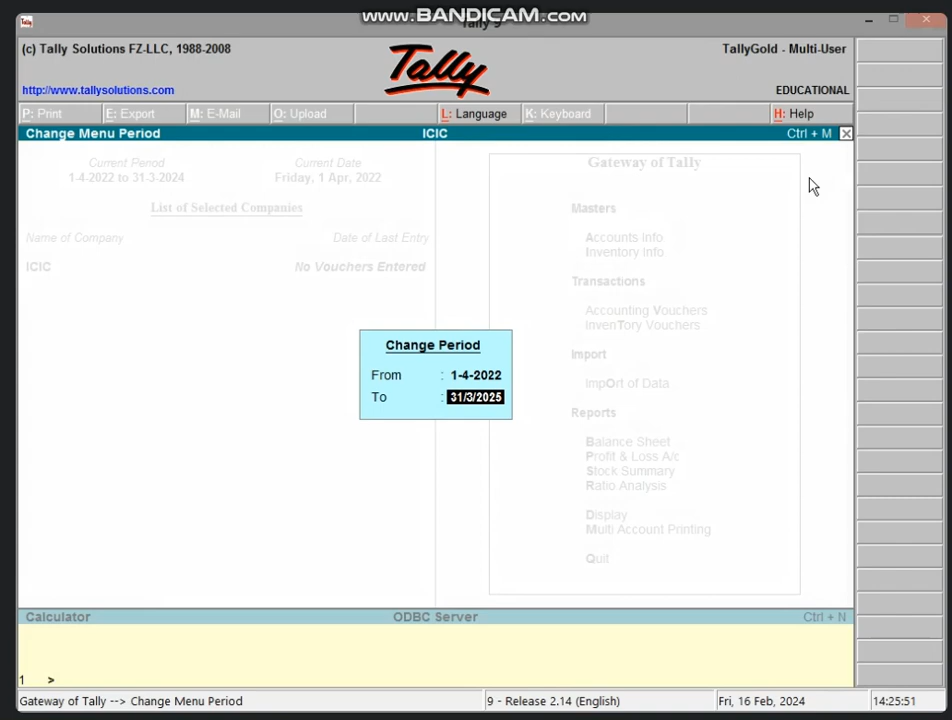 WWW.BANDICAM.COM
Tally 9
(c) Tally Solutions FZ-LLC, 1988-2008
Tally
TallyGold - Multi-User
http://www.tallysolutions.com
EDUCATIONAL
P: Print
E: Export
M: E-Mail
O: Upload
L: Language
K: Keyboard
H: Help
Change Menu Period
ICIC
Ctrl + M
Current Period
Current Date
1-4-2022 to 31-3-2024
Friday, 1 Apr, 2022
List of Selected Companies
Name of Company
Date of Last Entry
ICIC
No Vouchers Entered
Gateway of Tally
Masters
Accounts Info
Inventory Info
Transactions
Accounting Vouchers
InvenTory Vouchers
Import
ImpOrt of Data
Reports
Balance Sheet
Profit & Loss A/c
Stock Summary
Ratio Analysis
Display
Multi Account Printing
Quit
Change Period
From : 1-4-2022
To : 31/3/2025
Calculator
ODBC Server
Ctrl + N
1 >
Gateway of Tally --> Change Menu Period
9 - Release 2.14 (English)
Fri, 16 Feb, 2024
14:25:51